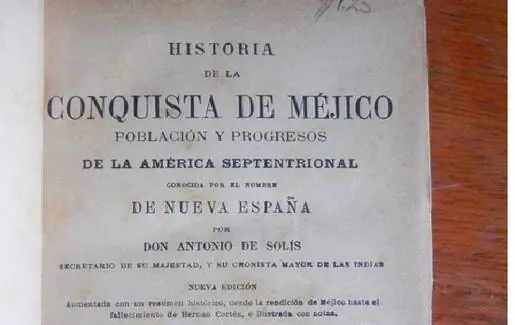 HISTORIA
DE LA
CONQUISTA DE MÉJICO
POBLACIÓN Y PROGRESOS
DE LA AMÉRICA SEPTENTRIONAL
CONOCIDA POR EL NOMBRE
DE NUEVA ESPAÑA
POR
DON ANTONIO DE SOLÍS
SECRETARIO DE SU MAJESTAD, Y SU CRONISTA MAYOR DE LAS INDIAS
NUEVA EDICIÓN
Aumentada con un resúmen histórico, desde la rendición de Méjico hasta el
fallecimiento de Hernan Cortés, e ilustrada con notas.